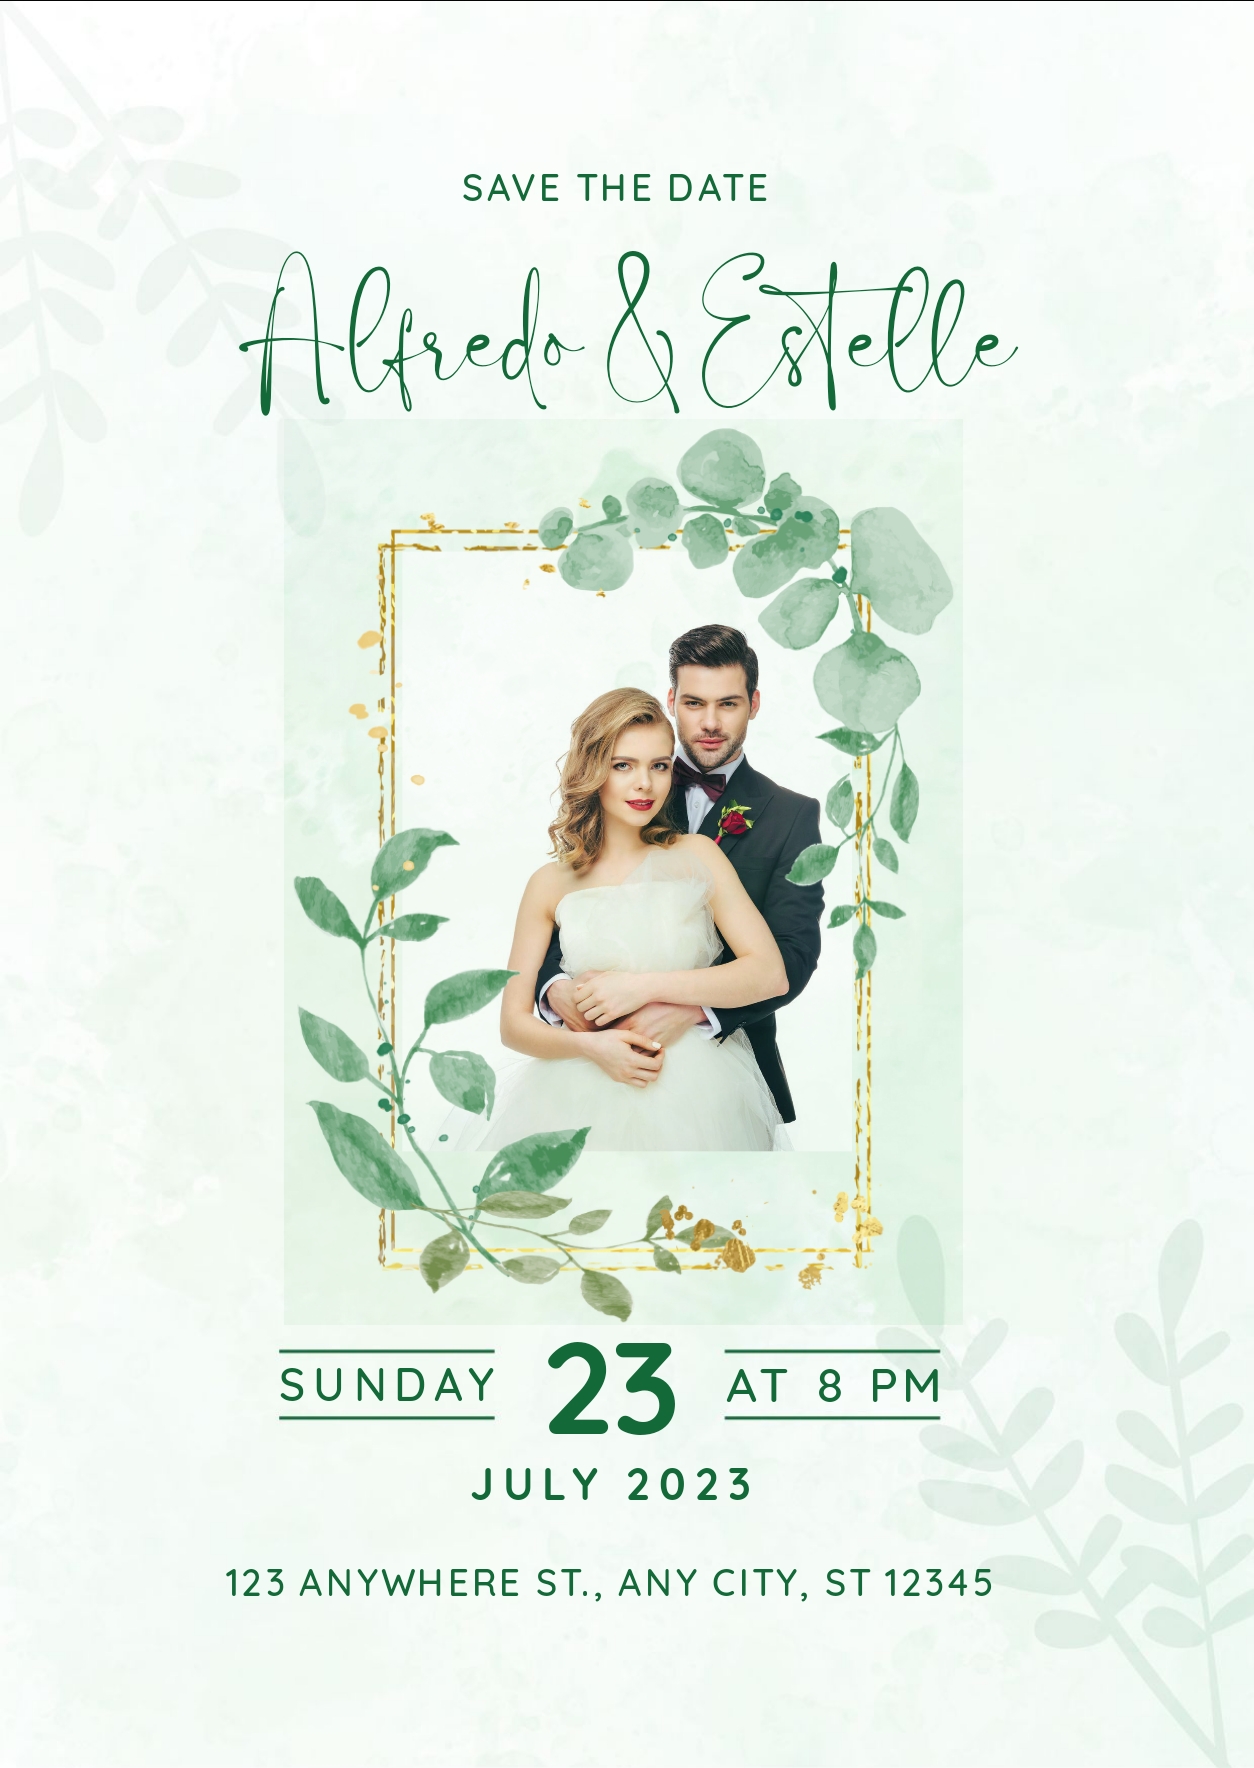 SAVE THE DATE
Alfredo & Estelle
SUNDAY 23 AT 8 PM
JULY 2023
123 ANYWHERE ST., ANY CITY, ST 12345